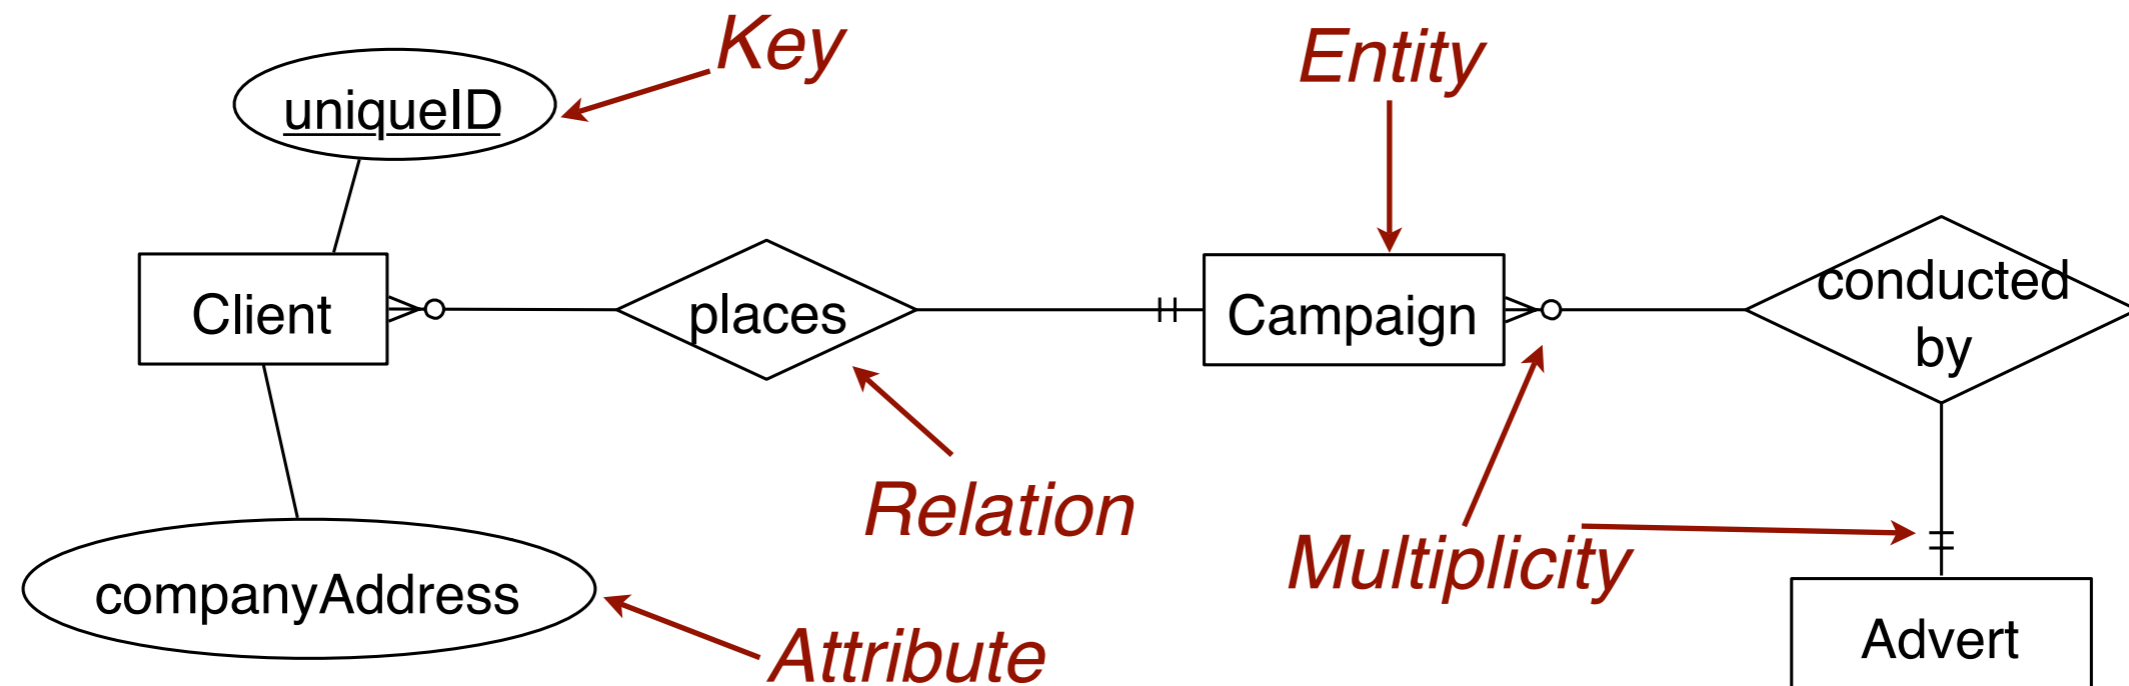 Key
Entity
uniqueID
Client
places
Campaign
conducted
by
Relation
Multiplicity
companyAddress
Attribute
Advert